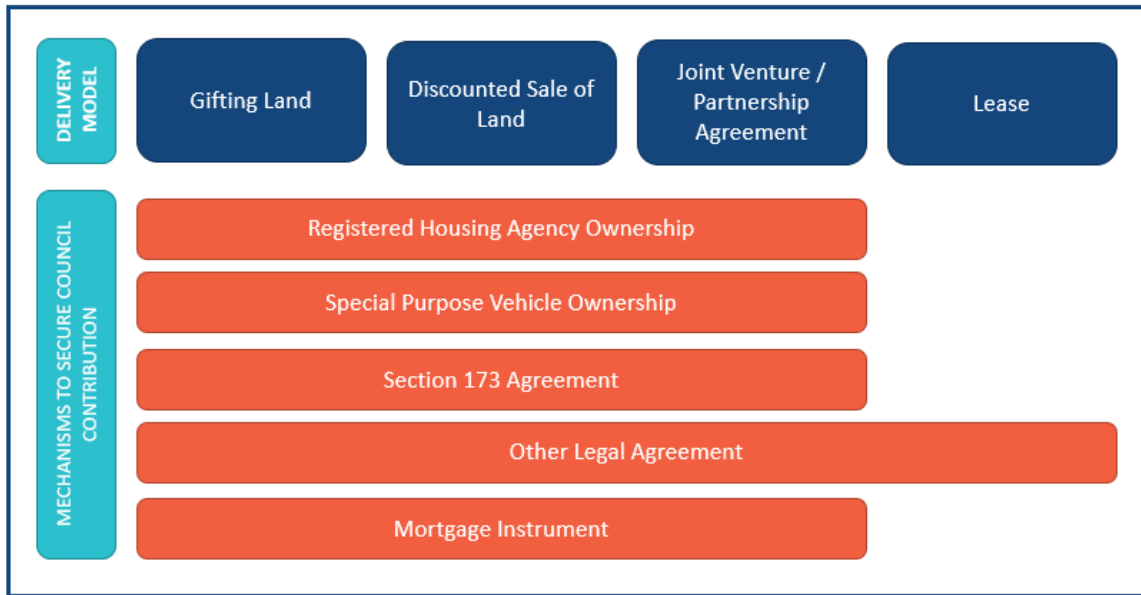 DELIVERY
MODEL
Gifting Land
Discounted Sale of
Land
Joint Venture /
Partnership
Agreement
Lease
MECHANISMS TO SECURE COUNCIL
CONTRIBUTION
Registered Housing Agency Ownership
Special Purpose Vehicle Ownership
Section 173 Agreement
Other Legal Agreement
Mortgage Instrument